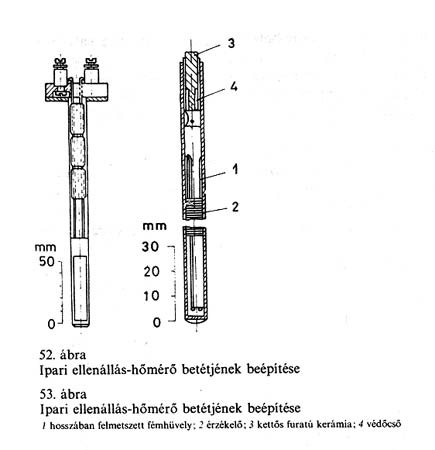 3
4
1
2
mm
50
0
mm
30
20
10
0
52. ábra
Ipari ellenállás-hőmérő betétjének beépítése
53. ábra
Ipari ellenállás-hőmérő betétjének beépítése
1 hosszában felmetszett fémhüvely; 2 érzékelő; 3 kettős furatú kerámia; 4 védőcső